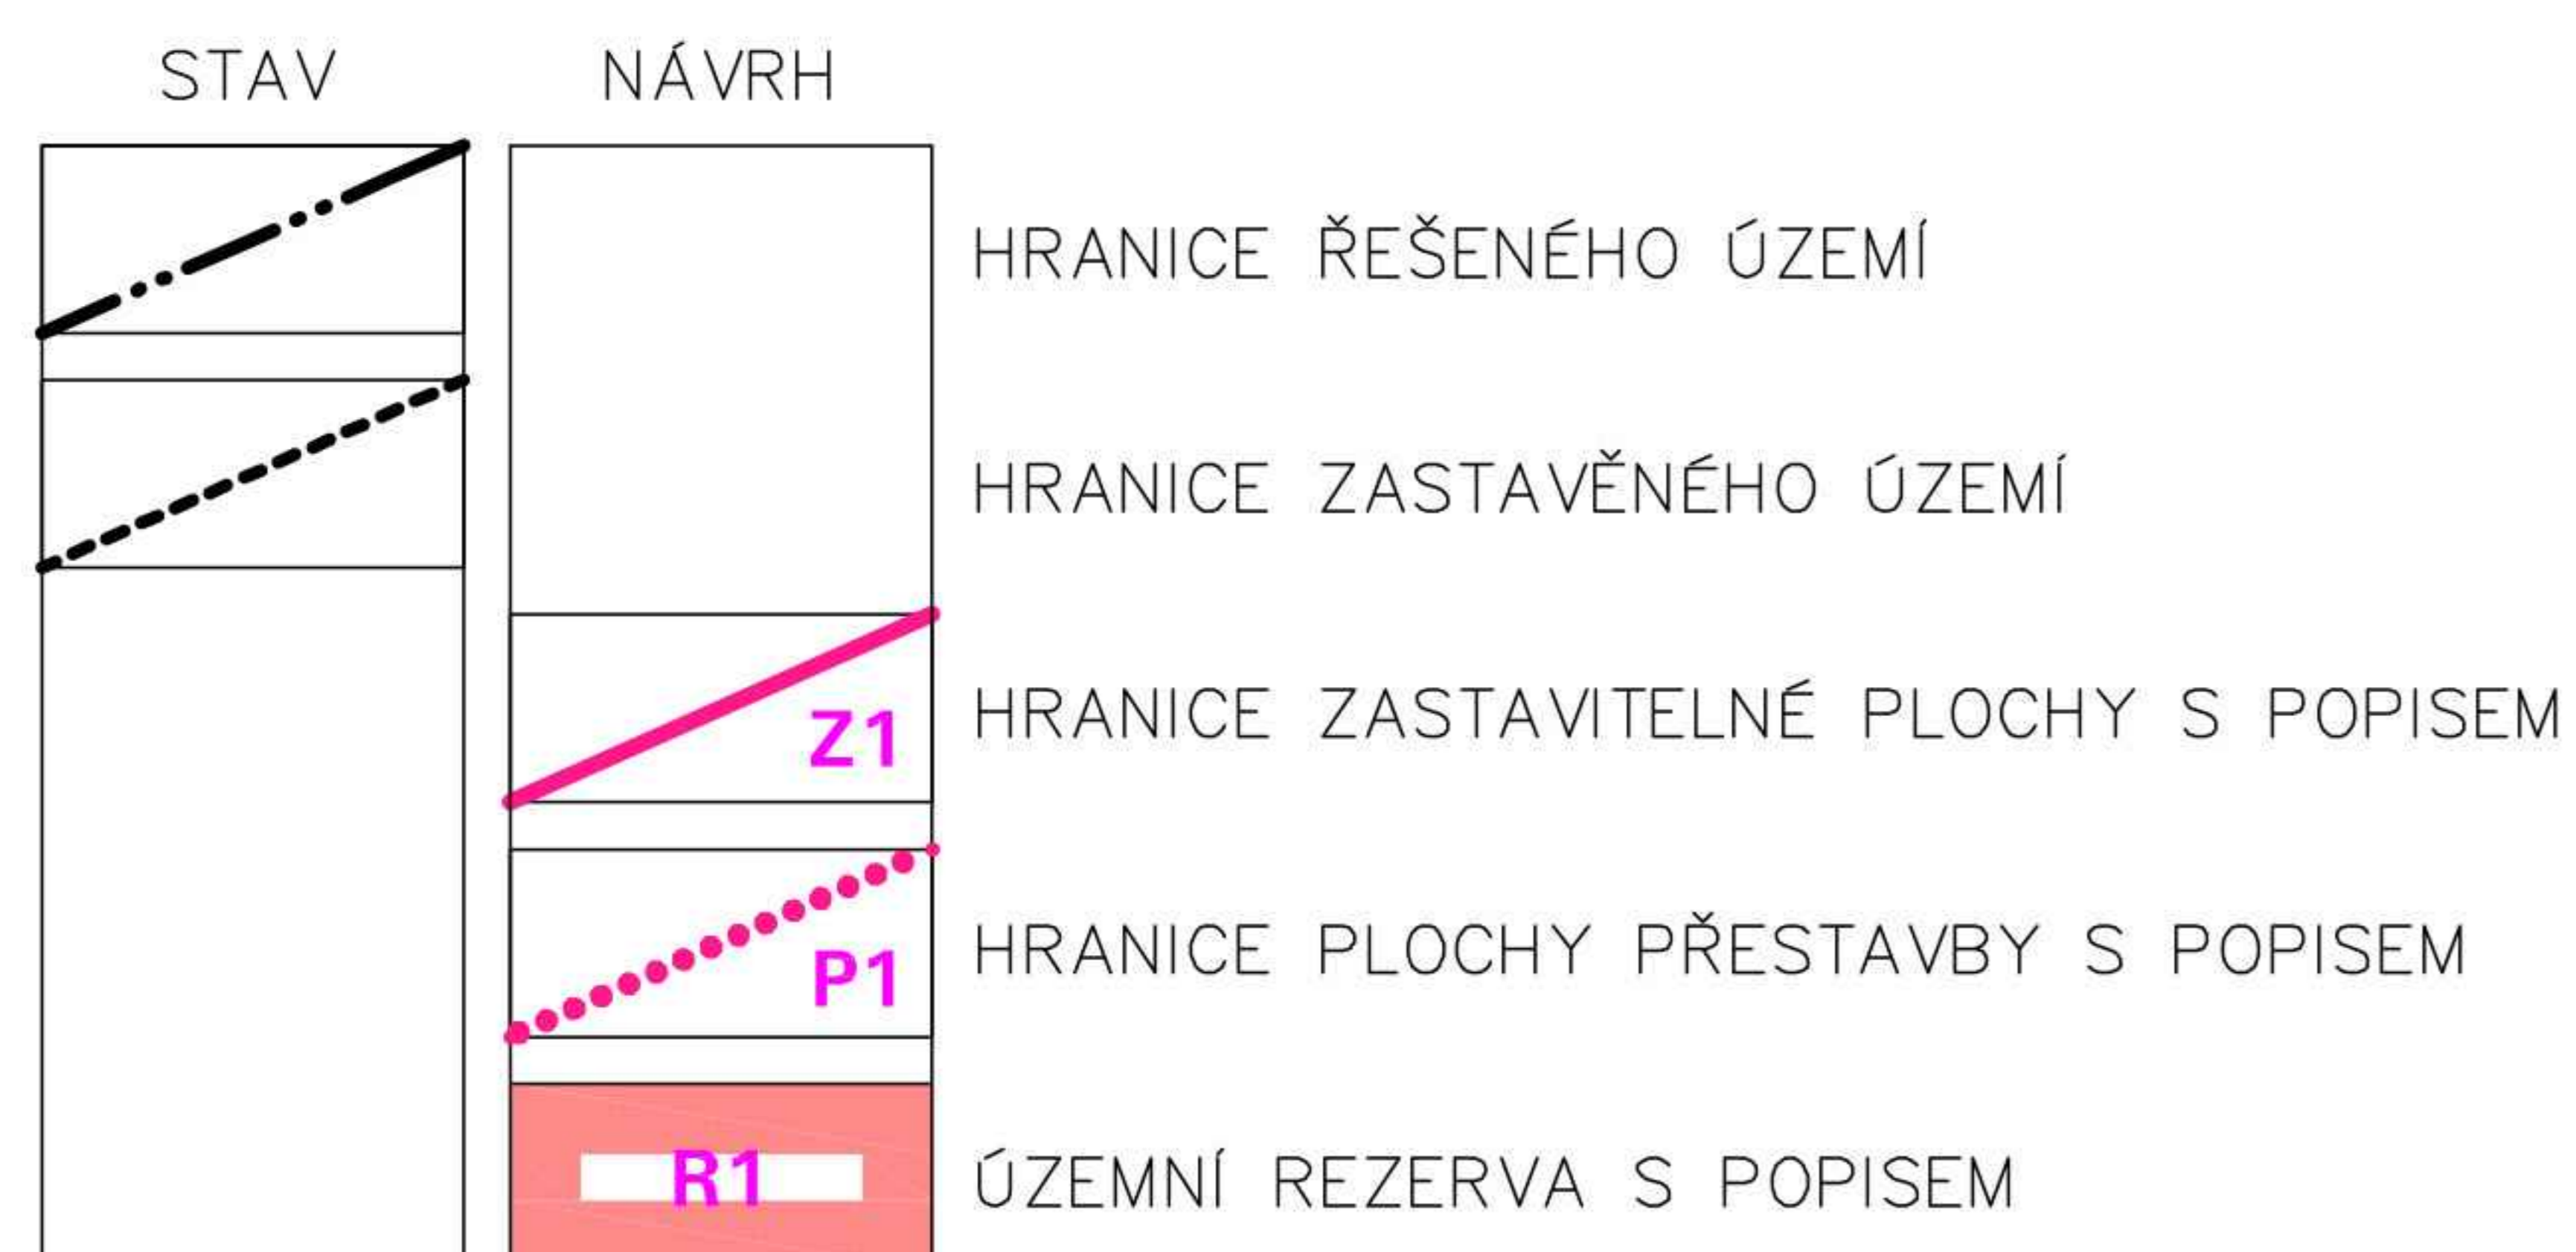 STAV NÁVRH
HRANICE ŘEŠENÉHO ÚZEMÍ
HRANICE ZASTAVĚNÉHO ÚZEMÍ
Z1 HRANICE ZASTAVITELNÉ PLOCHY S POPISEM
P1 HRANICE PLOCHY PŘESTAVBY S POPISEM
R1 ÚZEMNÍ REZERVA S POPISEM